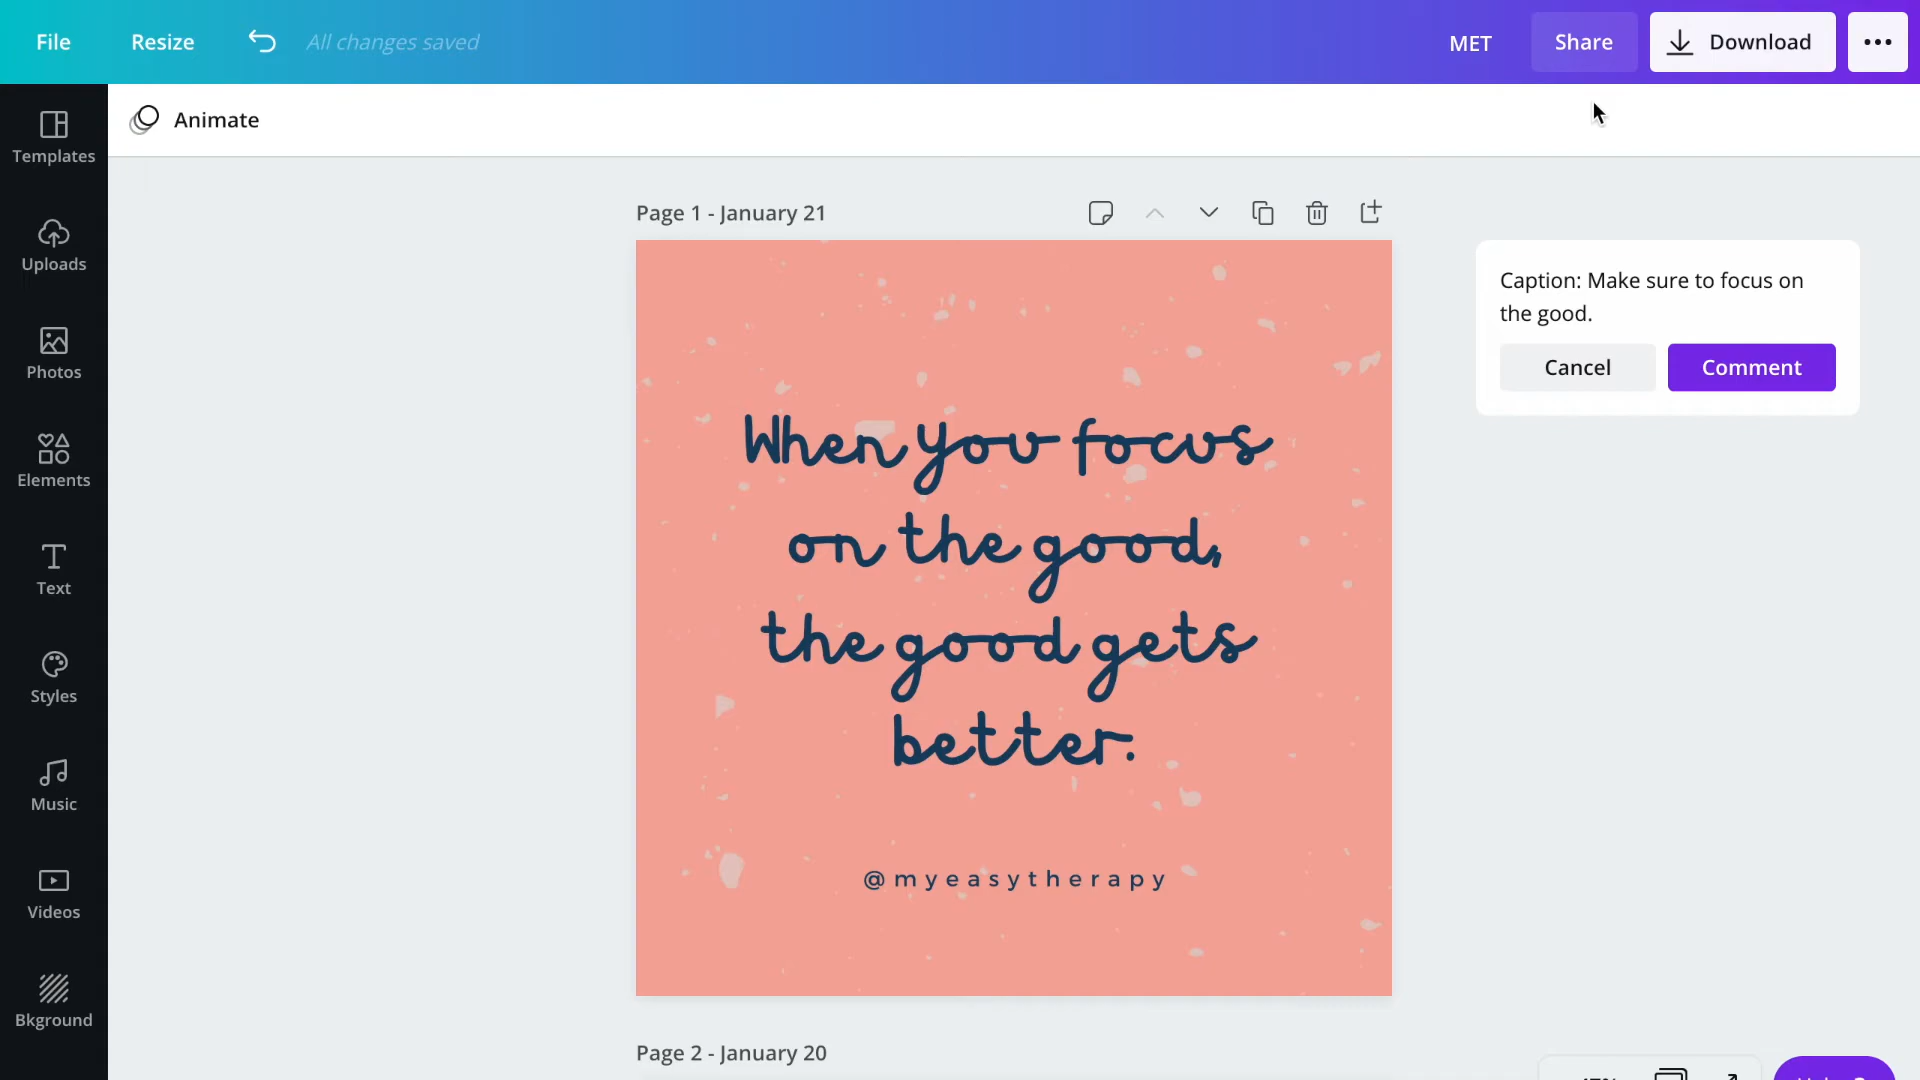 File
Resize
All changes saved
MET
Share
Download
Animate
Templates
Uploads
Photos
Elements
Text
Styles
Music
Videos
Bkground
Page 1 - January 21
When you focus
on the good,
the good gets
better.
@myeasytherapy
Caption: Make sure to focus on
the good.
Cancel
Comment
Page 2 - January 20